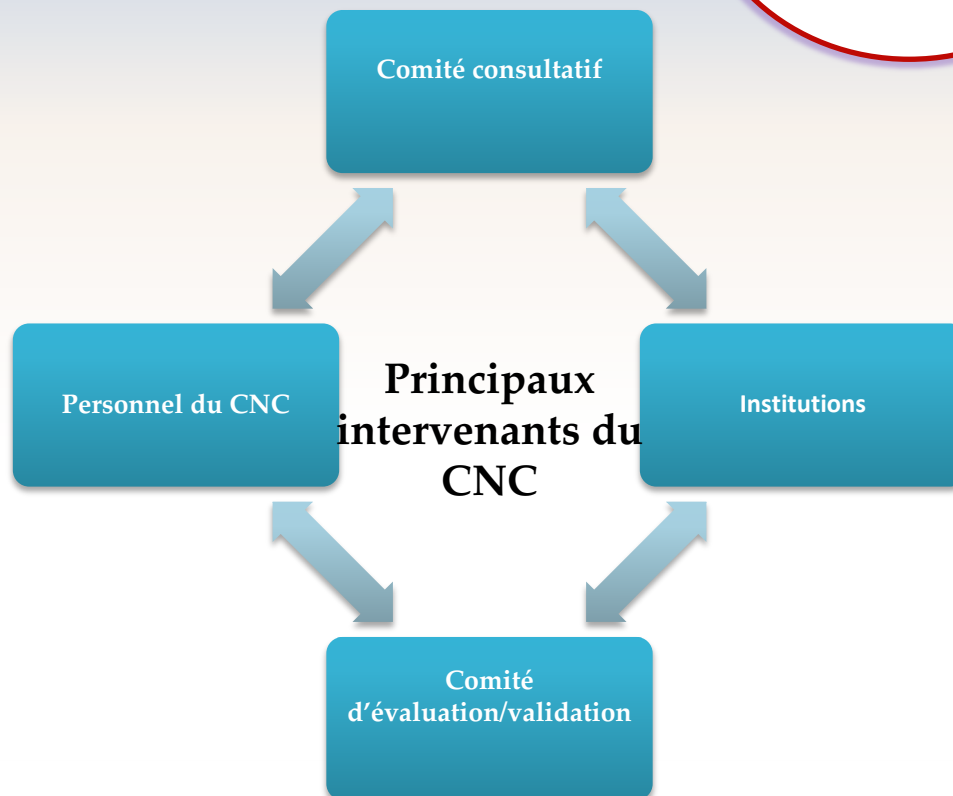 Comité consultatif
Personnel du CNC
Principaux
intervenants du
CNC
Institutions
Comité
d’évaluation/validation